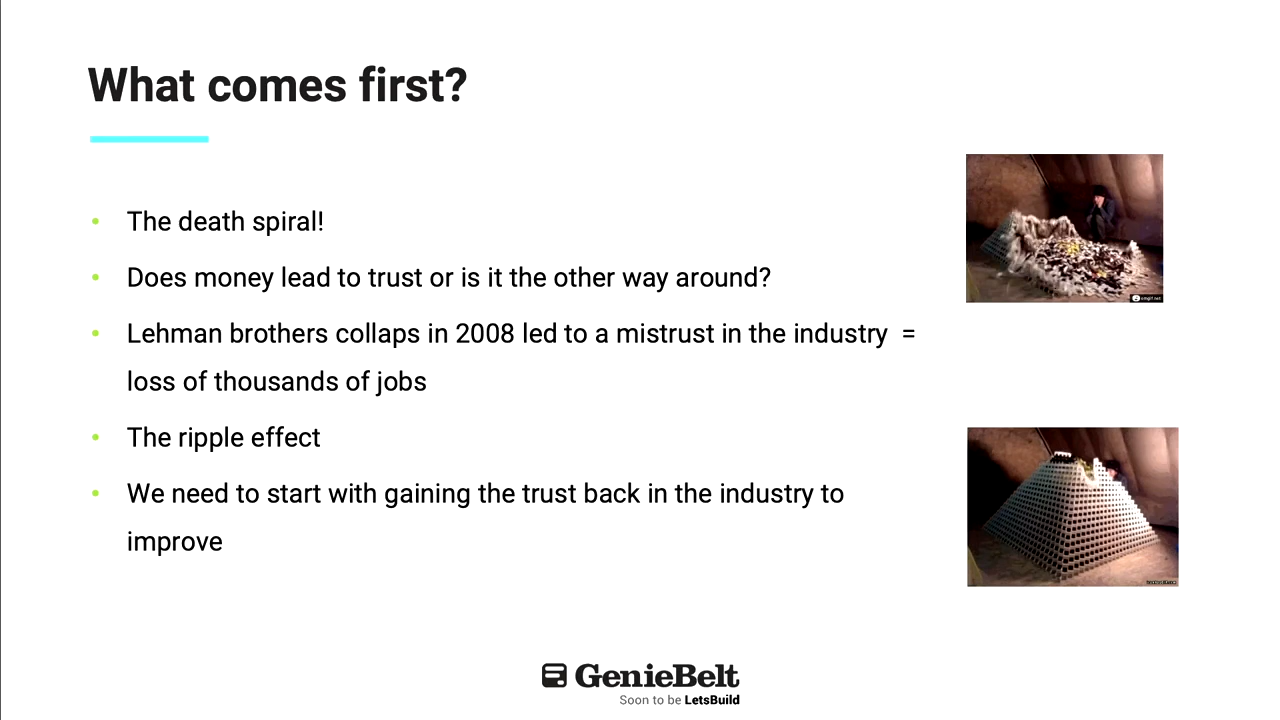 What comes first?
• The death spiral!
• Does money lead to trust or is it the other way around?
• Lehman brothers collaps in 2008 led to a mistrust in the industry =
loss of thousands of jobs
• The ripple effect
• We need to start with gaining the trust back in the industry to
improve
GenieBelt
Soon to be LetsBuild